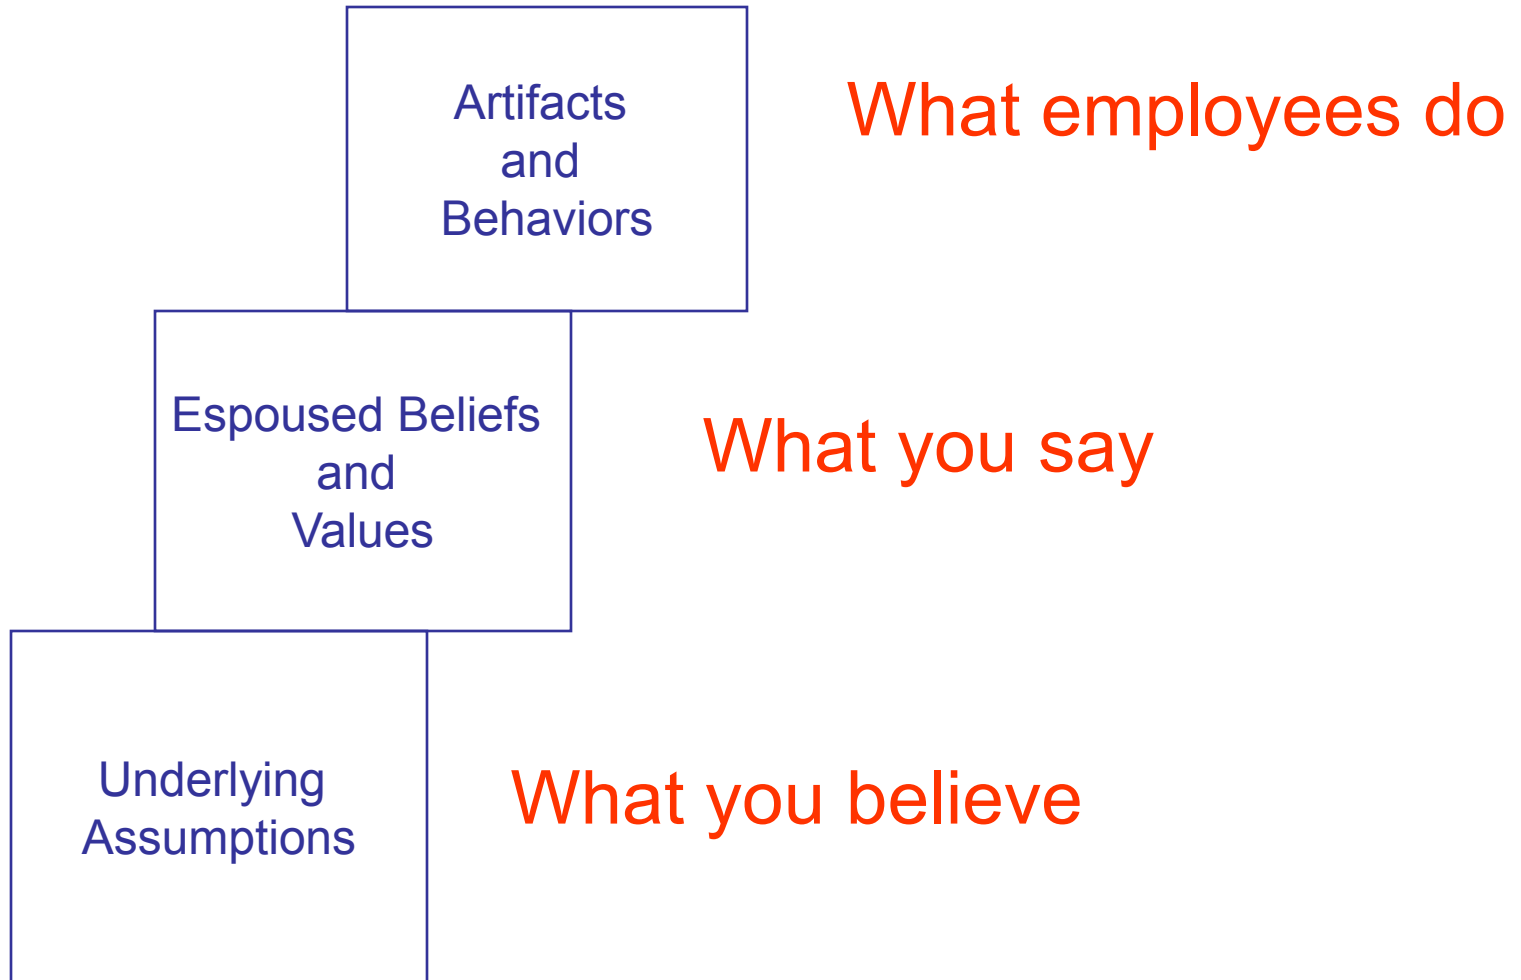 Artifacts
and
Behaviors
What employees do
Espoused Beliefs
and
Values
What you say
Underlying
Assumptions
What you believe